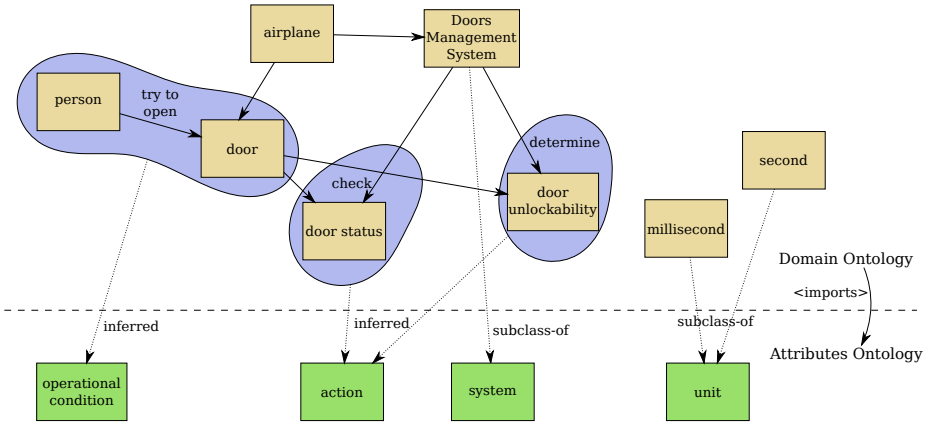 airplane
Doors
Management
System
person
try to
open
door
check
door status
determine
door
unlockability
second
millisecond
Domain Ontology
<imports>
inferred
inferred
subclass-of
subclass-of
Attributes Ontology
operational
condition
action
system
unit